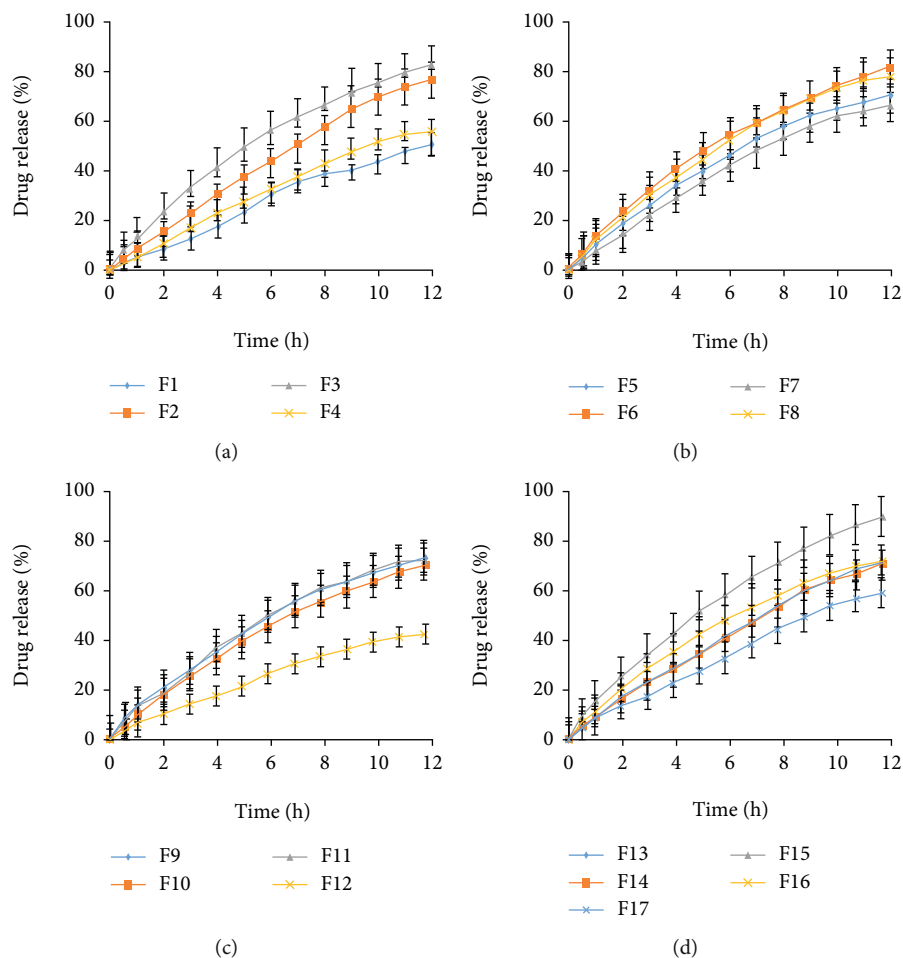 100
80
60
40
20
0
Drug release (%)
0 2 4 6 8 10 12
Time (h)
F1 F3
F2 F4
(a)
100
80
60
40
20
0
Drug release (%)
0 2 4 6 8 10 12
Time (h)
F5 F7
F6 F8
(b)
100
80
60
40
20
0
Drug release (%)
0 2 4 6 8 10 12
Time (h)
F9 F11
F10 F12
(c)
100
80
60
40
20
0
Drug release (%)
0 2 4 6 8 10 12
Time (h)
F13 F15
F14 F16
F17
(d)